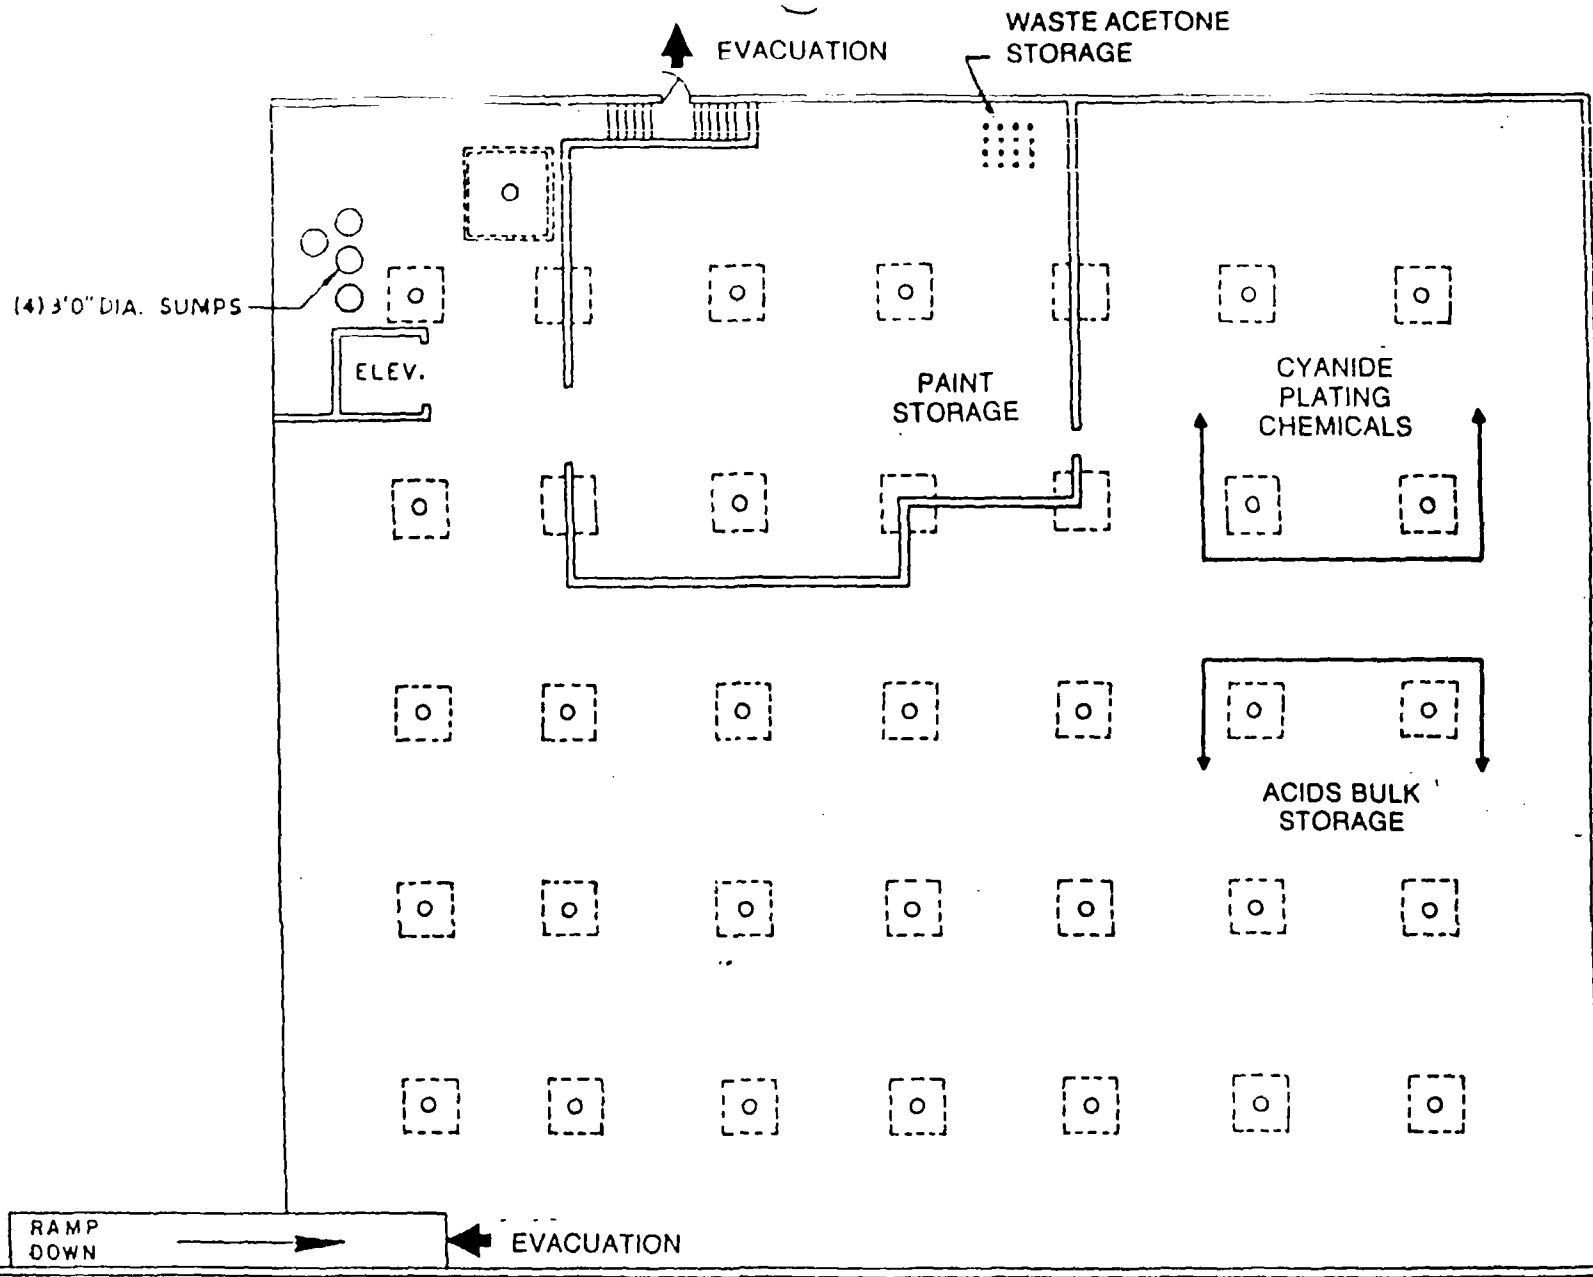 WASTE ACETONE
STORAGE
EVACUATION
(4) 3'0" DIA. SUMPS
ELEV.
PAINT
STORAGE
CYANIDE
PLATING
CHEMICALS
ACIDS BULK
STORAGE
RAMP
DOWN
EVACUATION